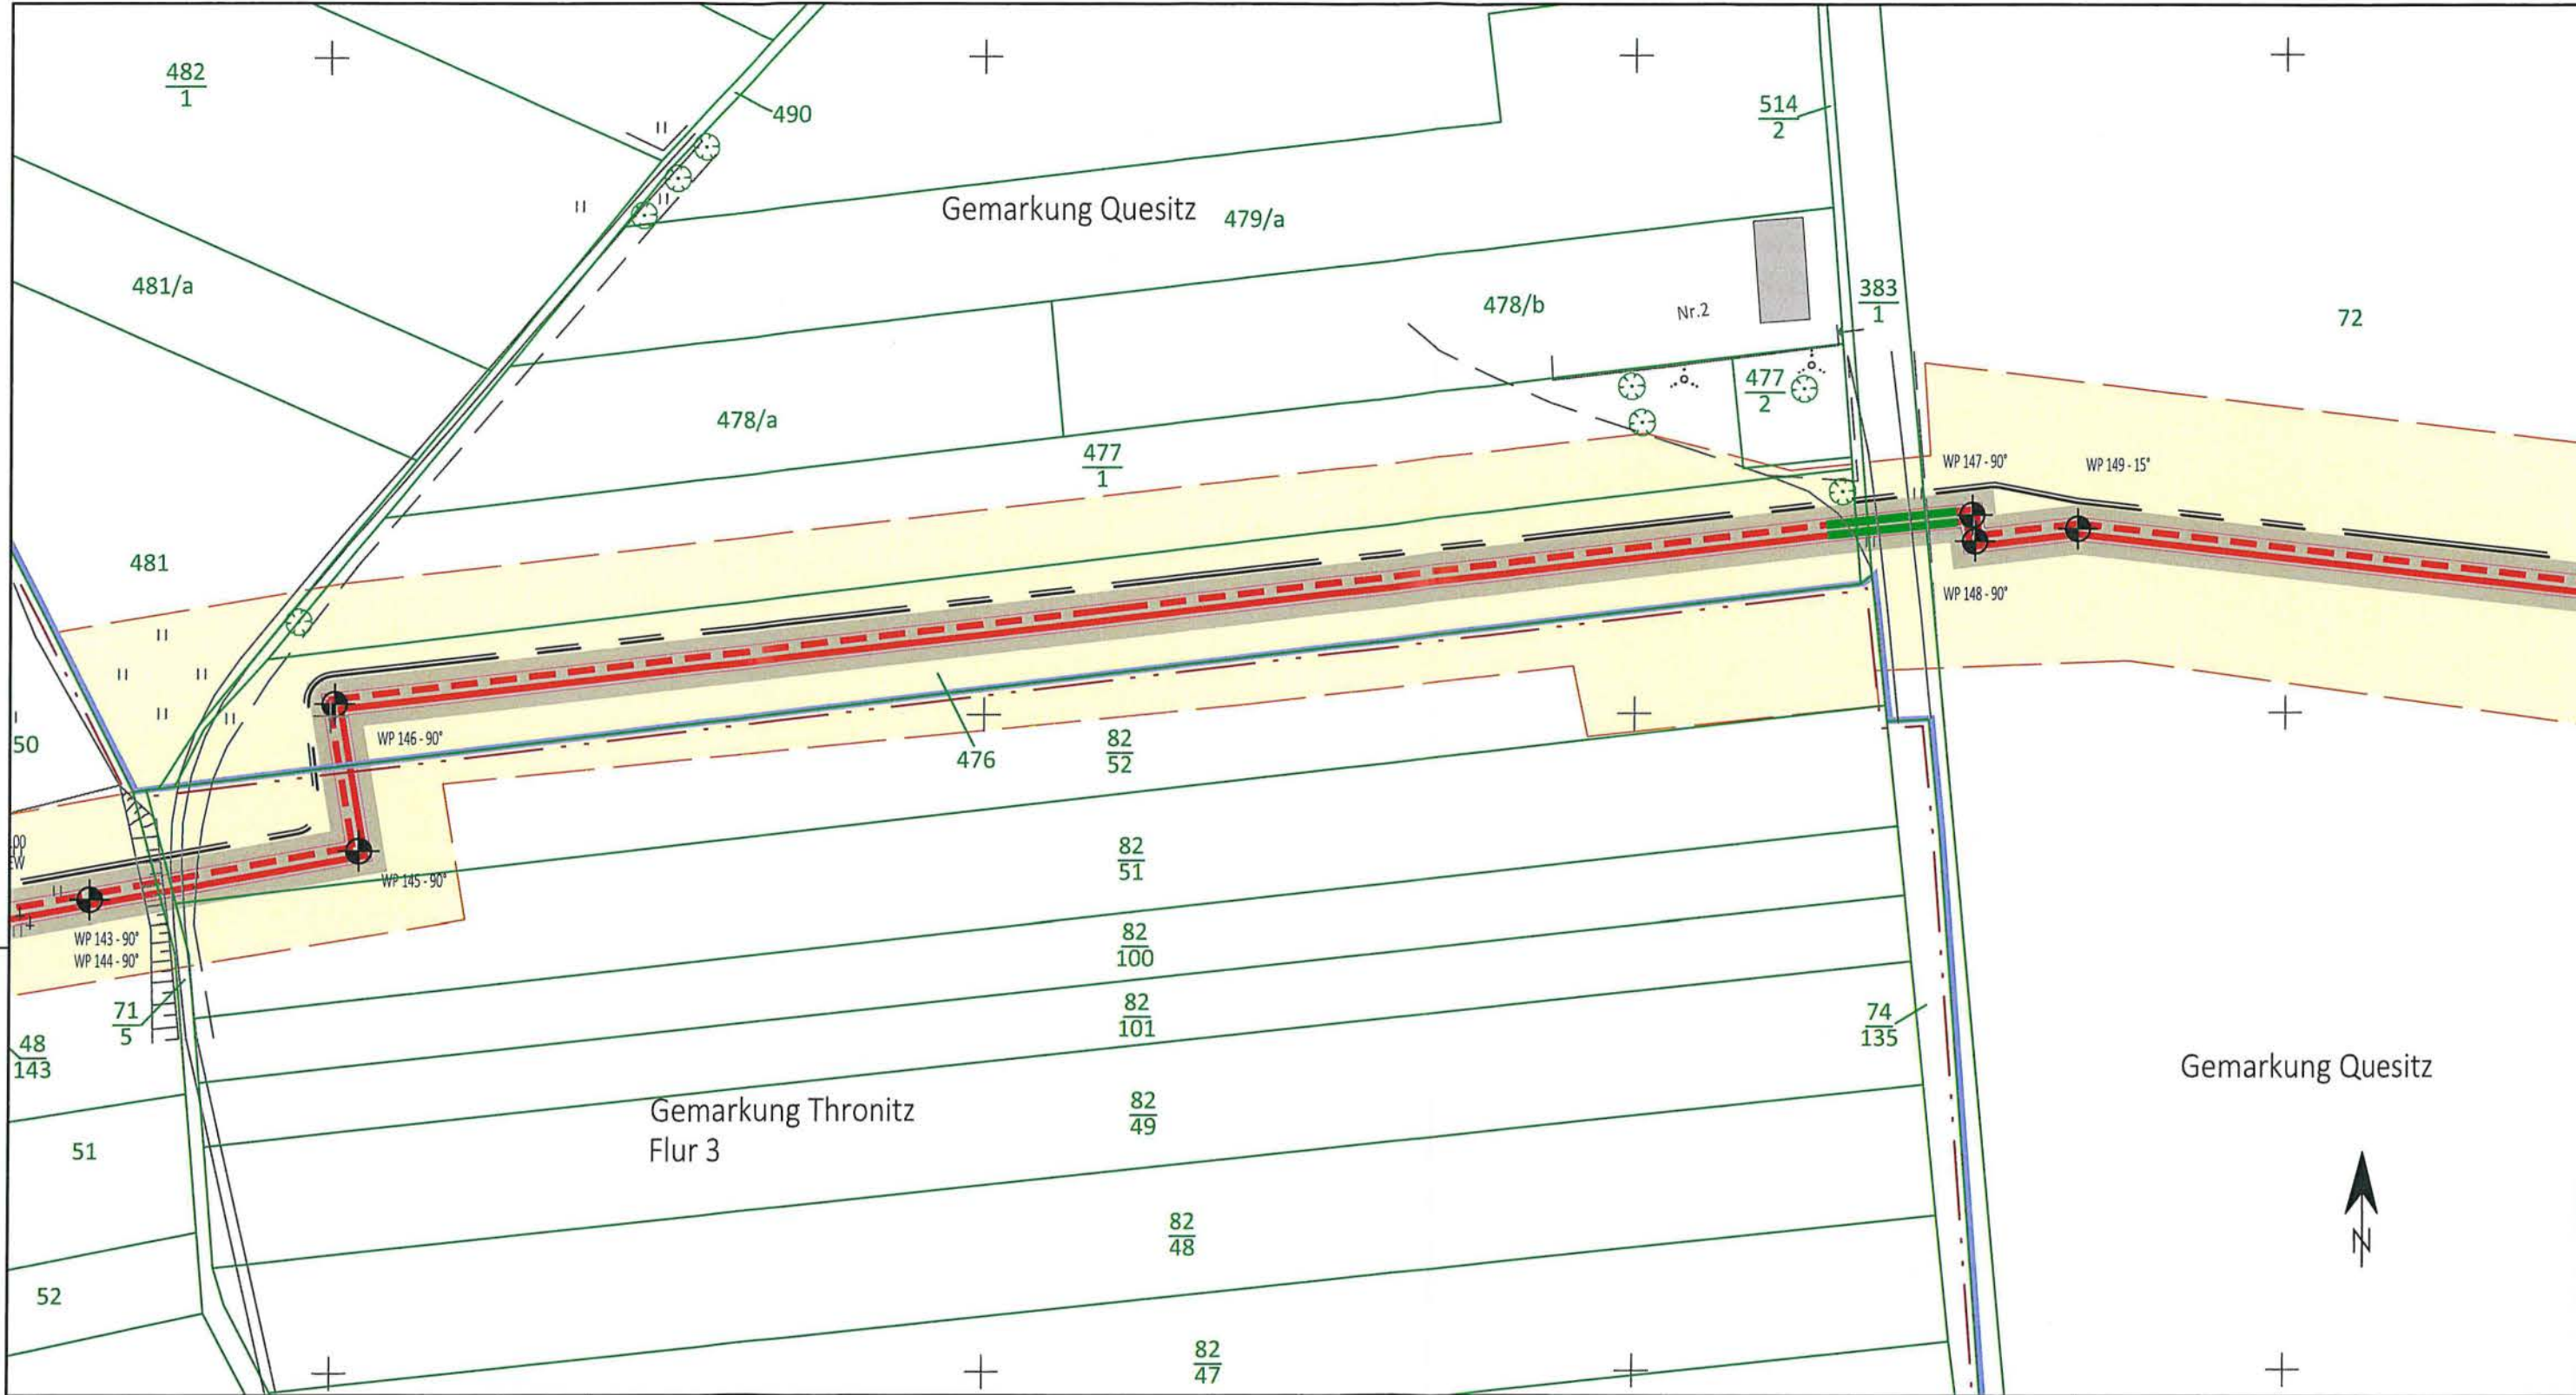 482
1
490
514
2
Gemarkung Quesitz
479/a
481/a
478/b
Nr.2
383
1
72
477
2
478/a
477
1
WP 147 - 90°
WP 149 - 15°
481
WP 148 - 90°
50
WP 146 - 90°
476
82
52
00
EW
82
51
WP 145 - 90°
WP 143 - 90°
WP 144 - 90°
82
100
71
5
82
101
74
135
48
143
Gemarkung Quesitz
Gemarkung Thronitz
Flur 3
82
49
51
82
48
N
52
82
47